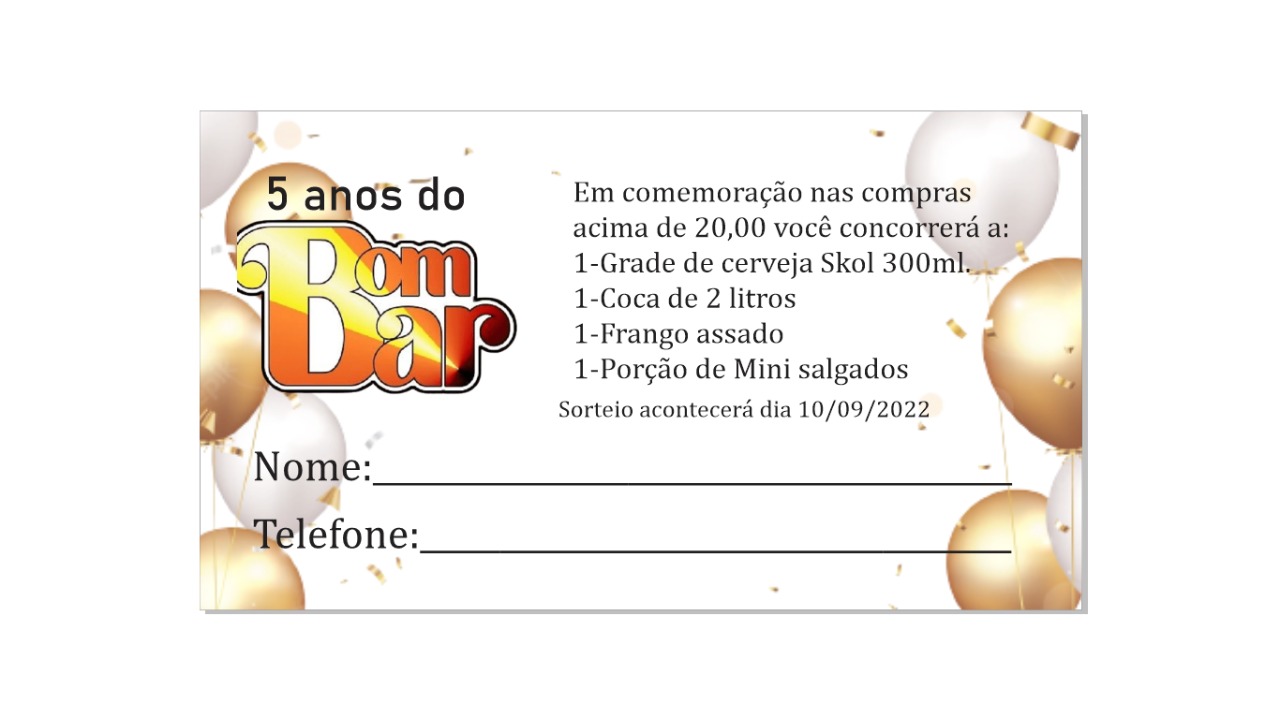 5 anos do
Bom
Bar
Em comemoração nas compras
acima de 20,00 você concorrerá a:
1-Grade de cerveja Skol 300ml.
1-Coca de 2 litros
1-Frango assado
1-Porção de Mini salgados
Sorteio acontecerá dia 10/09/2022
Nome:
Telefone: